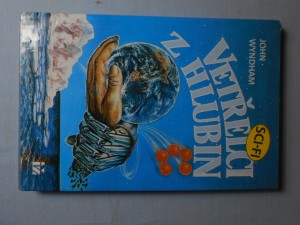 JOHN
WYNDHAM
VETŘELCI
Z HLUBIN
SCI-FI